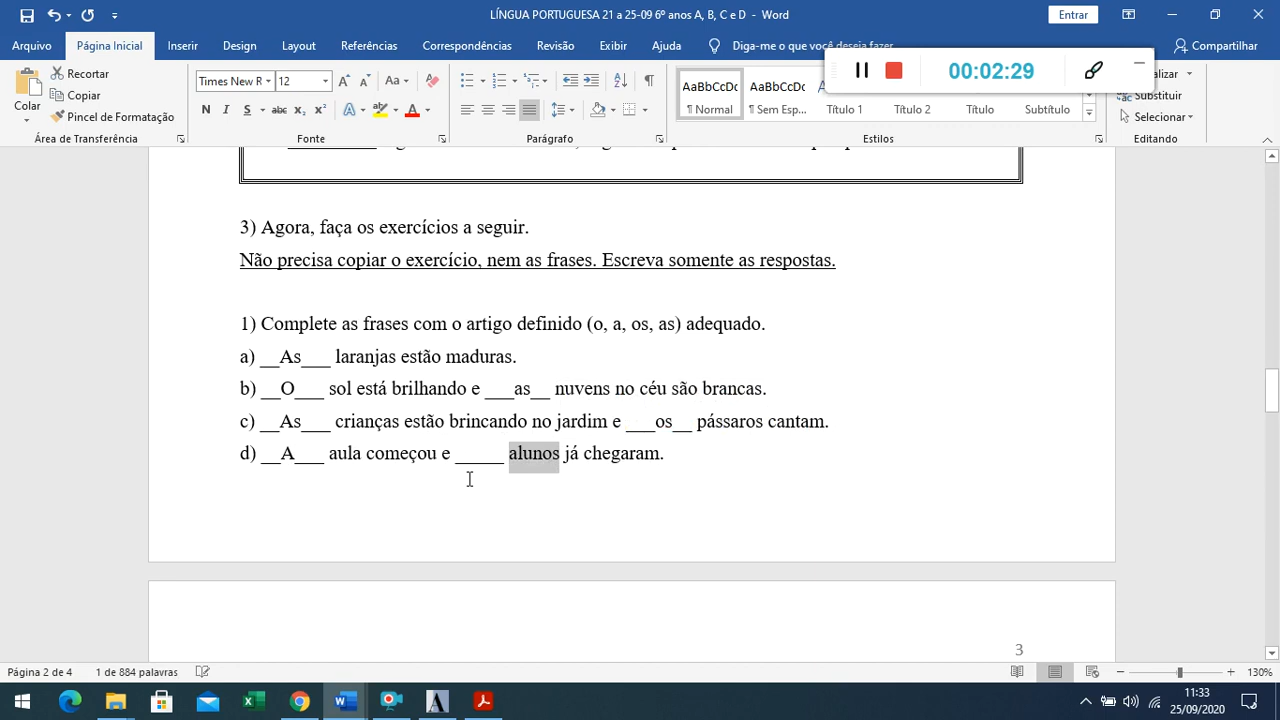 LÍNGUA PORTUGUESA 21 a 25-09 6º anos A, B, C e D - Word
Entrar
Arquivo Página Inicial Inserir Design Layout Referências Correspondências Revisão Exibir Ajuda Diga-me o que você deseja fazer Compartilhar
00:02:29
Colar
Recortar
Copiar
Pincel de Formatação
Times New R 12
N I S abc X₂ X²
AaBbCcDc AaBbCcDc
¶ Normal ¶ Sem Espa... Título 1 Título 2 Título Subtítulo
Substituir
Selecionar
Área de Transferência Fonte Parágrafo Estilos Editando
3) Agora, faça os exercícios a seguir.
Não precisa copiar o exercício, nem as frases. Escreva somente as respostas.
1) Complete as frases com o artigo definido (o, a, os, as) adequado.
a) __As___ laranjas estão maduras.
b) __O___ sol está brilhando e ___as__ nuvens no céu são brancas.
c) __As___ crianças estão brincando no jardim e ___os__ pássaros cantam.
d) __A___ aula começou e _____ alunos já chegaram.
3
Página 2 de 4 1 de 884 palavras 130%
11:33
25/09/2020